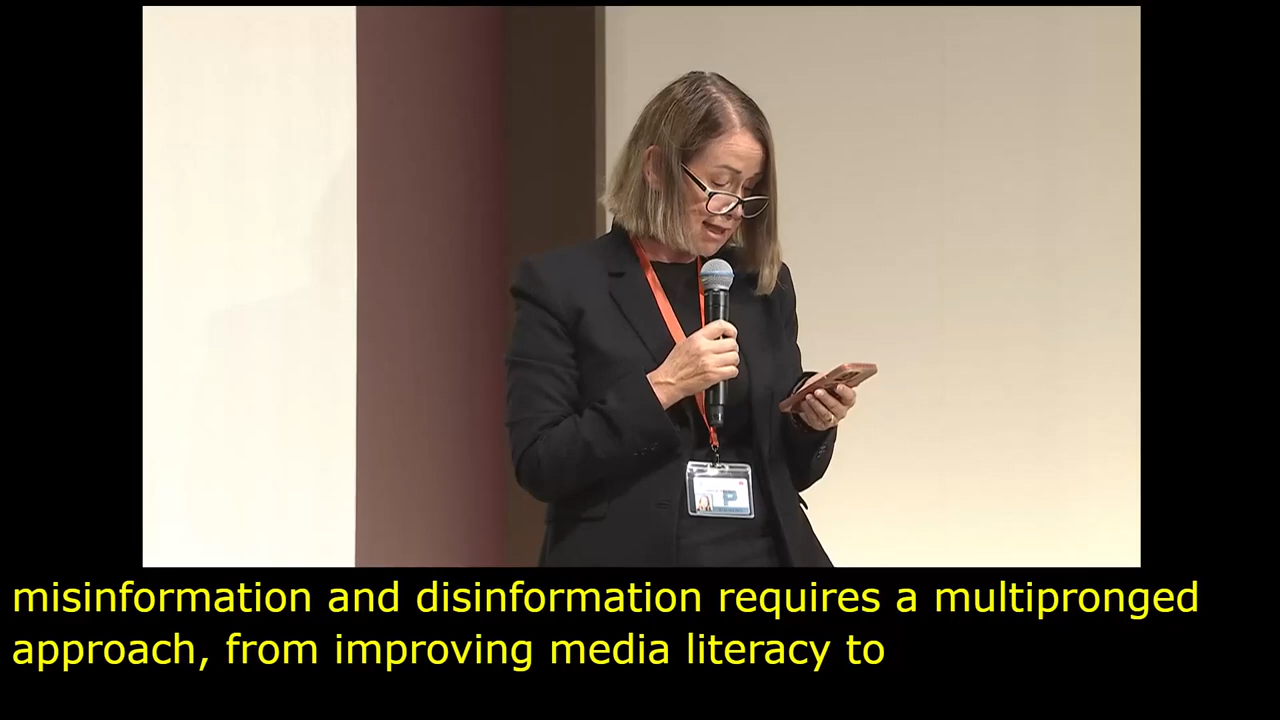 P
misinformation and disinformation requires a multipronged
approach, from improving media literacy to